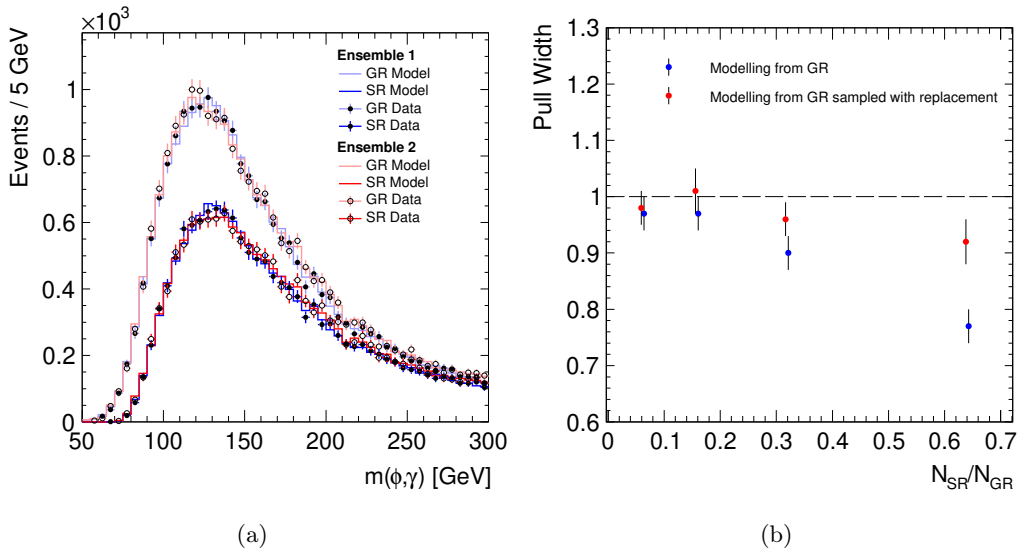 ×10³
Events / 5 GeV
1
0.8
0.6
0.4
0.2
0
50 100 150 200 250 300
m(ϕ,γ) [GeV]
Ensemble 1
GR Model
SR Model
GR Data
SR Data
Ensemble 2
GR Model
SR Model
GR Data
SR Data
(a)
Pull Width
1.3
1.2
1.1
1
0.9
0.8
0.7
0.6
0 0.1 0.2 0.3 0.4 0.5 0.6 0.7
N_SR/N_GR
Modelling from GR
Modelling from GR sampled with replacement
(b)